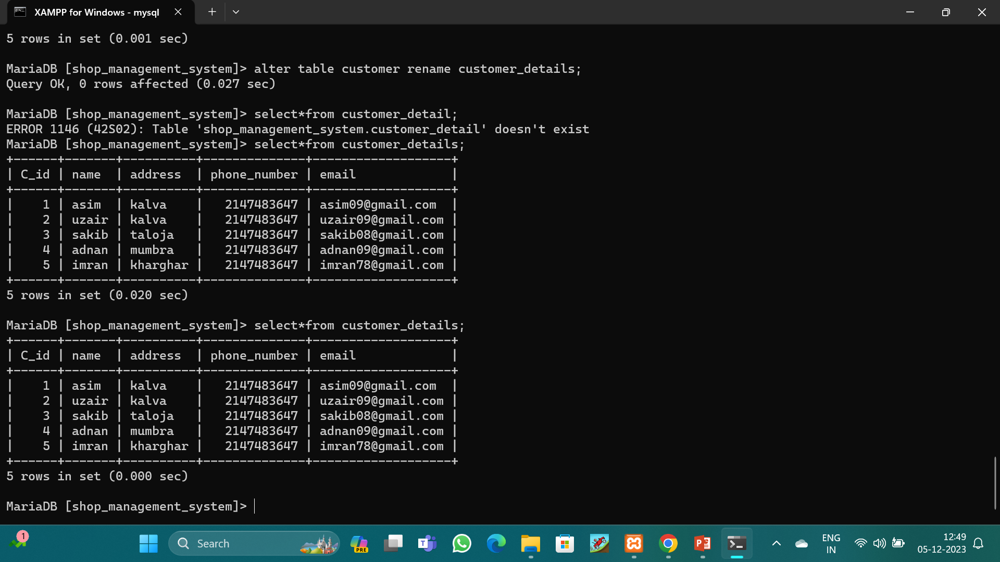 XAMPP for Windows - mysql
5 rows in set (0.001 sec)
MariaDB [shop_management_system]> alter table customer rename customer_details;
Query OK, 0 rows affected (0.027 sec)
MariaDB [shop_management_system]> select*from customer_detail;
ERROR 1146 (42S02): Table 'shop_management_system.customer_detail' doesn't exist
MariaDB [shop_management_system]> select*from customer_details;
+------+-------+----------+--------------+-------------------+
| C_id | name  | address  | phone_number | email             |
+------+-------+----------+--------------+-------------------+
|    1 | asim  | kalva    |   2147483647 | asim09@gmail.com  |
|    2 | uzair | kalva    |   2147483647 | uzair09@gmail.com |
|    3 | sakib | taloja   |   2147483647 | sakib08@gmail.com |
|    4 | adnan | mumbra   |   2147483647 | adnan09@gmail.com |
|    5 | imran | kharghar |   2147483647 | imran78@gmail.com |
+------+-------+----------+--------------+-------------------+
5 rows in set (0.020 sec)
MariaDB [shop_management_system]> select*from customer_details;
+------+-------+----------+--------------+-------------------+
| C_id | name  | address  | phone_number | email             |
+------+-------+----------+--------------+-------------------+
|    1 | asim  | kalva    |   2147483647 | asim09@gmail.com  |
|    2 | uzair | kalva    |   2147483647 | uzair09@gmail.com |
|    3 | sakib | taloja   |   2147483647 | sakib08@gmail.com |
|    4 | adnan | mumbra   |   2147483647 | adnan09@gmail.com |
|    5 | imran | kharghar |   2147483647 | imran78@gmail.com |
+------+-------+----------+--------------+-------------------+
5 rows in set (0.000 sec)
MariaDB [shop_management_system]>
1
Search
PRE
ENG
IN
12:49
05-12-2023